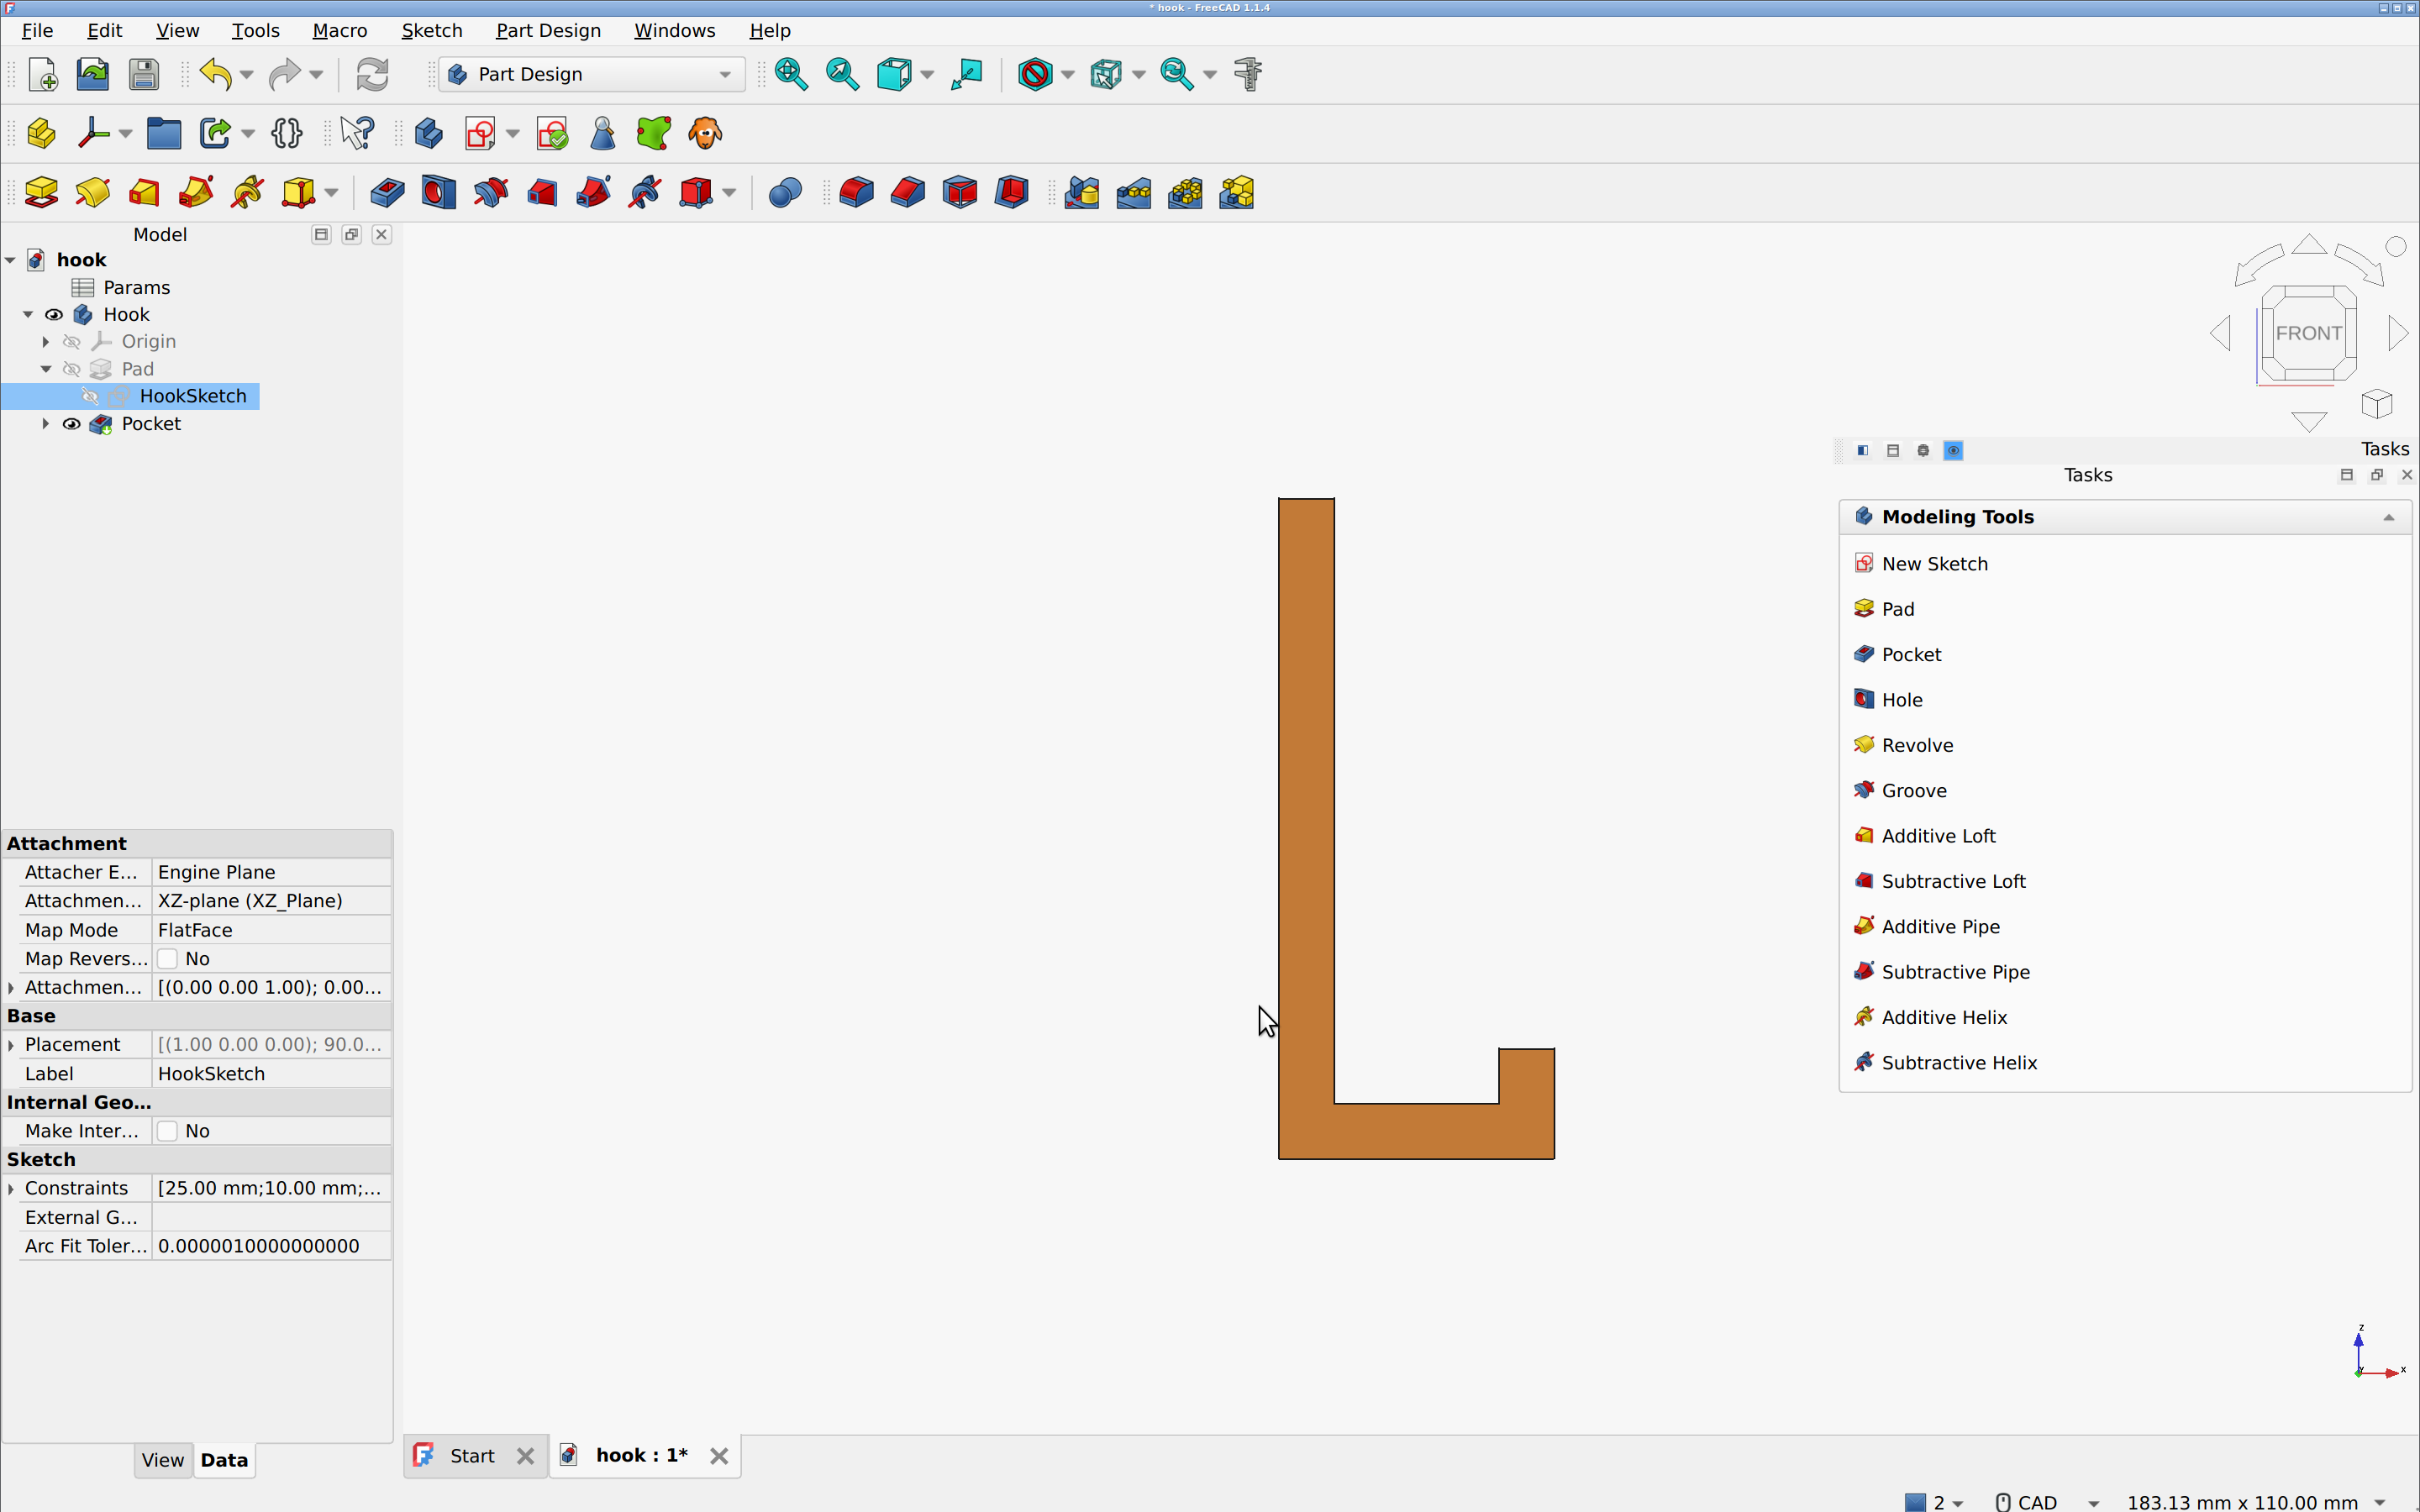 * hook - FreeCAD 1.1.4
File Edit View Tools Macro Sketch Part Design Windows Help
Part Design
Model
hook
Params
Hook
Origin
Pad
HookSketch
Pocket
FRONT
Tasks
Tasks
Modeling Tools
New Sketch
Pad
Pocket
Hole
Revolve
Groove
Additive Loft
Subtractive Loft
Additive Pipe
Subtractive Pipe
Additive Helix
Subtractive Helix
Attachment
Attacher E... Engine Plane
Attachmen... XZ-plane (XZ_Plane)
Map Mode FlatFace
Map Revers... No
Attachmen... [(0.00 0.00 1.00); 0.00...
Base
Placement [(1.00 0.00 0.00); 90.0...
Label HookSketch
Internal Geo...
Make Inter... No
Sketch
Constraints [25.00 mm;10.00 mm;...
External G...
Arc Fit Toler... 0.0000010000000000
View Data
Start
hook : 1*
z
x
y
2 CAD 183.13 mm x 110.00 mm